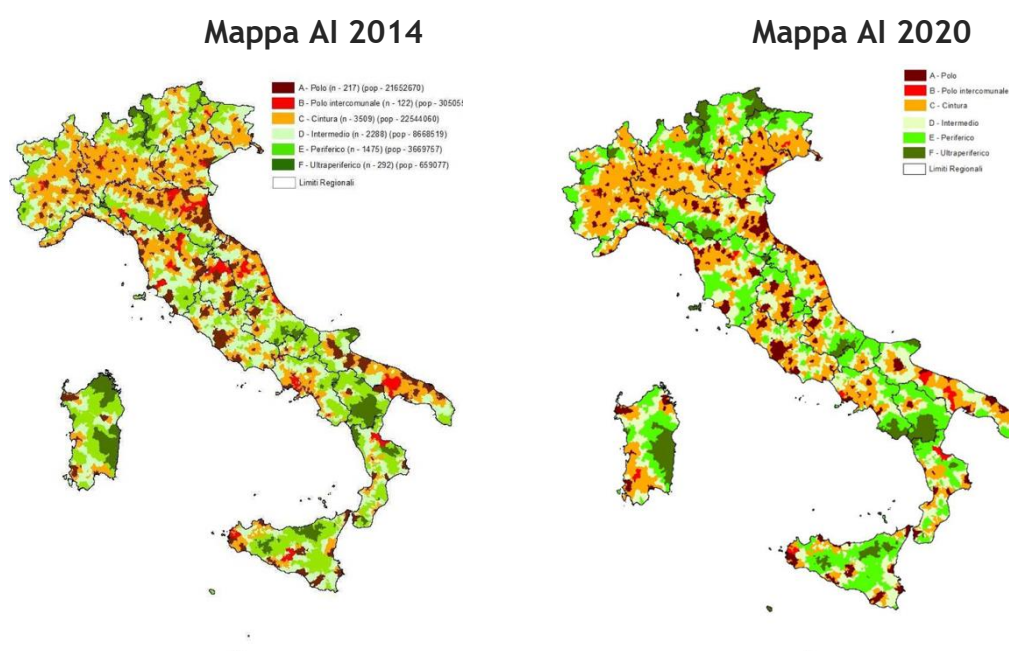 Mappa AI 2014
A - Polo (n - 217) (pop - 21652670)
B - Polo intercomunale (n - 122) (pop - 30505
C - Cintura (n - 3509) (pop - 22544060)
D - Intermedio (n - 2288) (pop - 8668519)
E - Periferico (n - 1475) (pop - 3669757)
F - Ultraperiferico (n - 292) (pop - 659077)
Limiti Regionali
Mappa AI 2020
A - Polo
B - Polo intercomunale
C - Cintura
D - Intermedio
E - Periferico
F - Ultraperiferico
Limiti Regionali